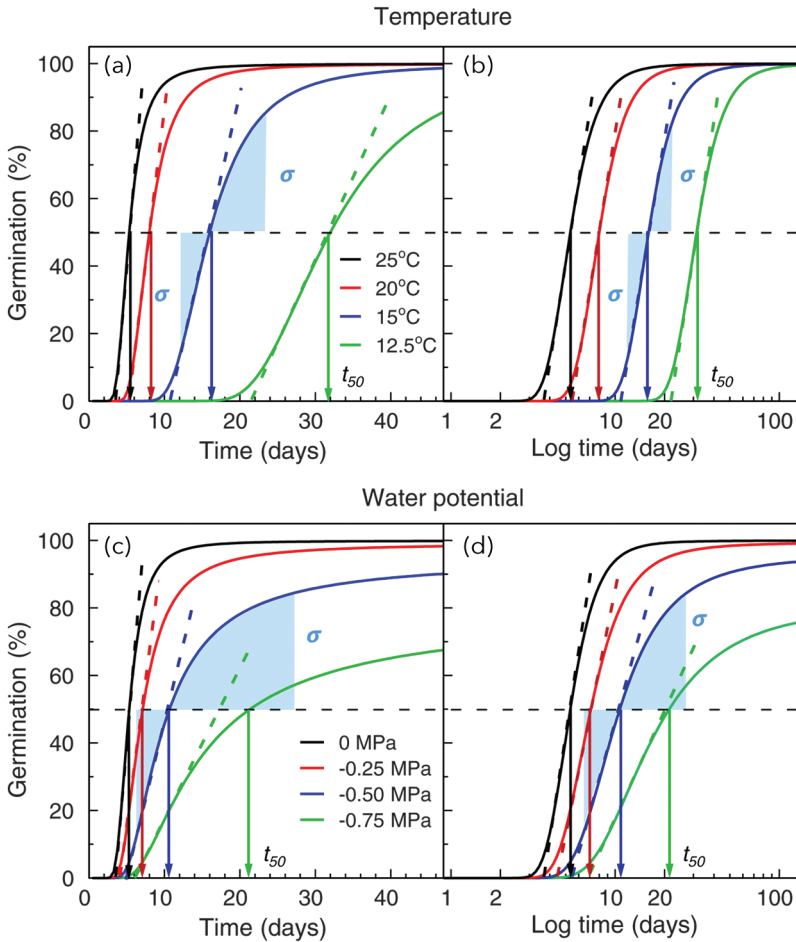 Temperature
(a)
(b)
100
80
60
40
20
0
Germination (%)
σ
σ
σ
σ
25°C
20°C
15°C
12.5°C
t50
t50
0
10
20
30
40
1
2
10
20
100
Time (days)
Log time (days)
Water potential
(c)
(d)
100
80
60
40
20
0
Germination (%)
σ
σ
0 MPa
-0.25 MPa
-0.50 MPa
-0.75 MPa
t50
t50
0
10
20
30
40
1
2
10
20
100
Time (days)
Log time (days)